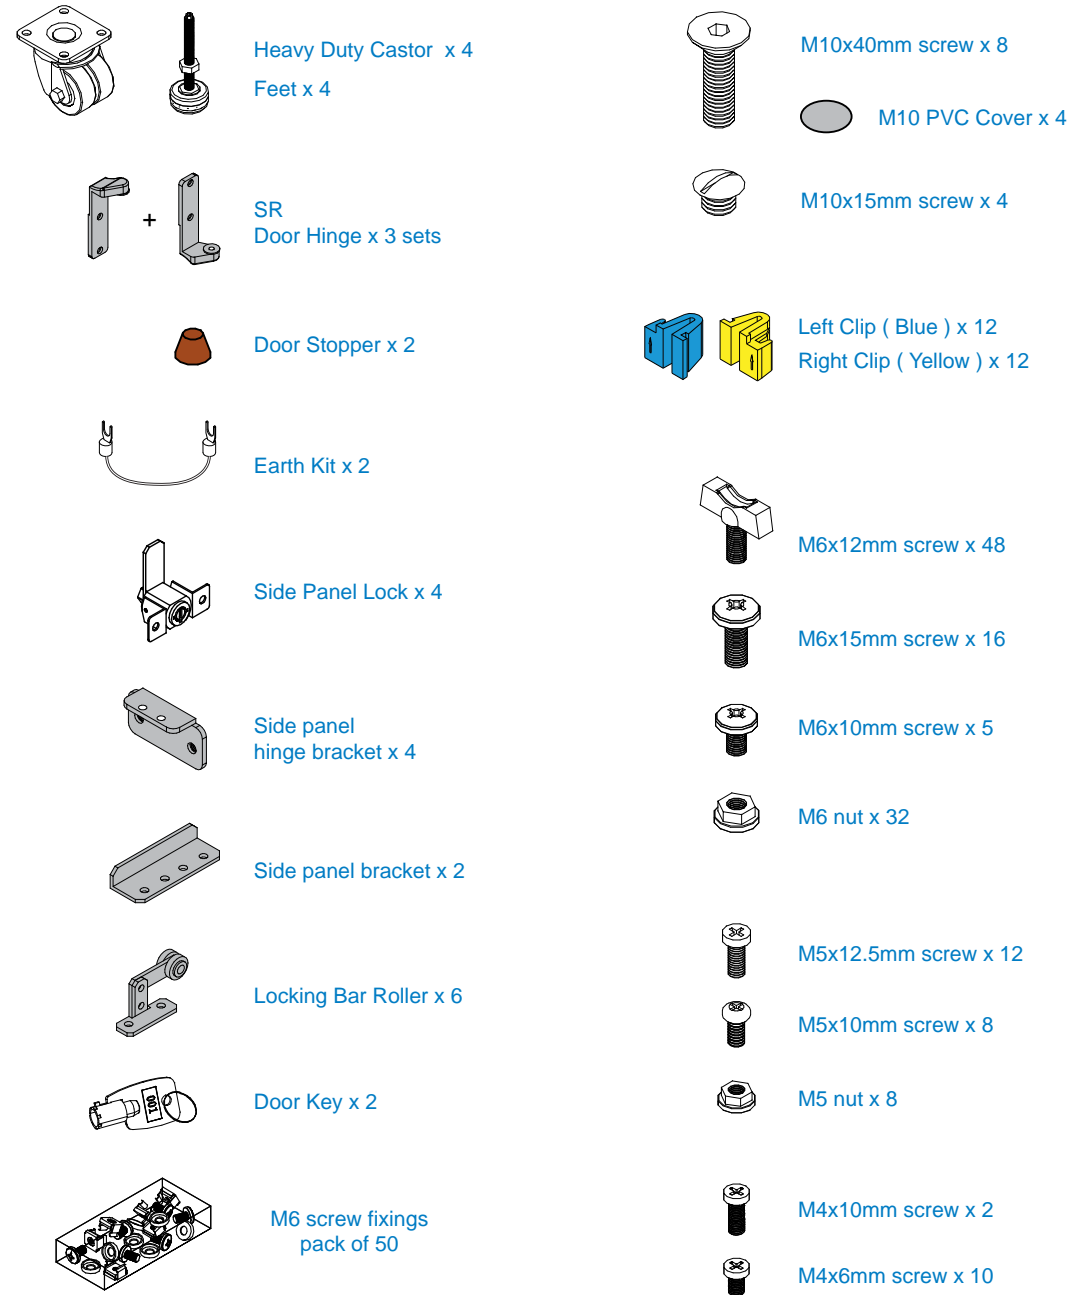 Heavy Duty Castor x 4
Feet x 4
+
SR
Door Hinge x 3 sets
Door Stopper x 2
Earth Kit x 2
Side Panel Lock x 4
Side panel
hinge bracket x 4
Side panel bracket x 2
Locking Bar Roller x 6
001
Door Key x 2
M6 screw fixings
pack of 50
M10x40mm screw x 8
M10 PVC Cover x 4
M10x15mm screw x 4
Left Clip ( Blue ) x 12
Right Clip ( Yellow ) x 12
M6x12mm screw x 48
M6x15mm screw x 16
M6x10mm screw x 5
M6 nut x 32
M5x12.5mm screw x 12
M5x10mm screw x 8
M5 nut x 8
M4x10mm screw x 2
M4x6mm screw x 10